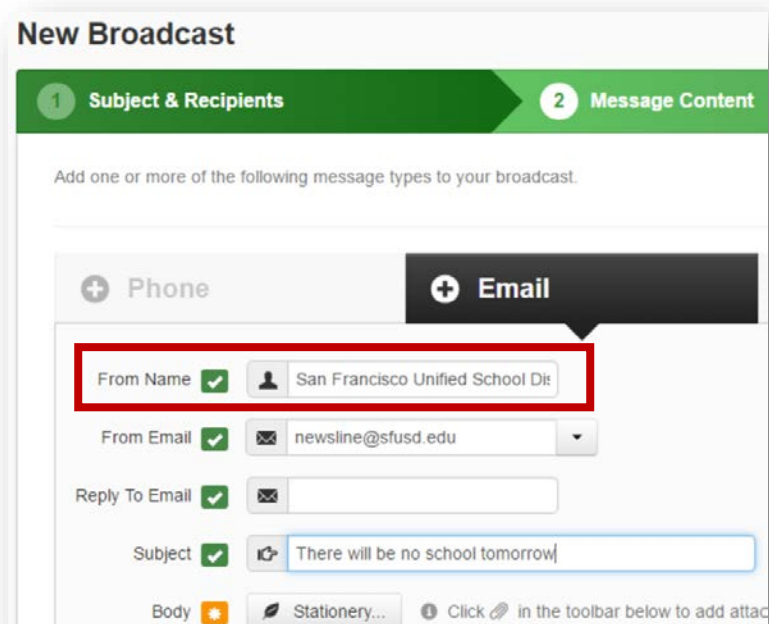 New Broadcast
1 Subject & Recipients 2 Message Content
Add one or more of the following message types to your broadcast.
Phone Email
From Name San Francisco Unified School Dis
From Email newsline@sfusd.edu
Reply To Email
Subject There will be no school tomorrow
Body Stationery... Click in the toolbar below to add attac